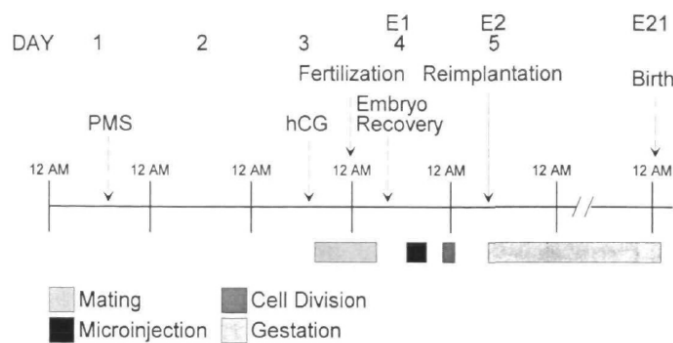 E1 E2 E21
DAY 1 2 3 4 5
Fertilization Reimplantation Birth
Embryo
PMS hCG Recovery
12 AM 12 AM 12 AM 12 AM 12 AM 12 AM 12 AM
Mating Cell Division
Microinjection Gestation